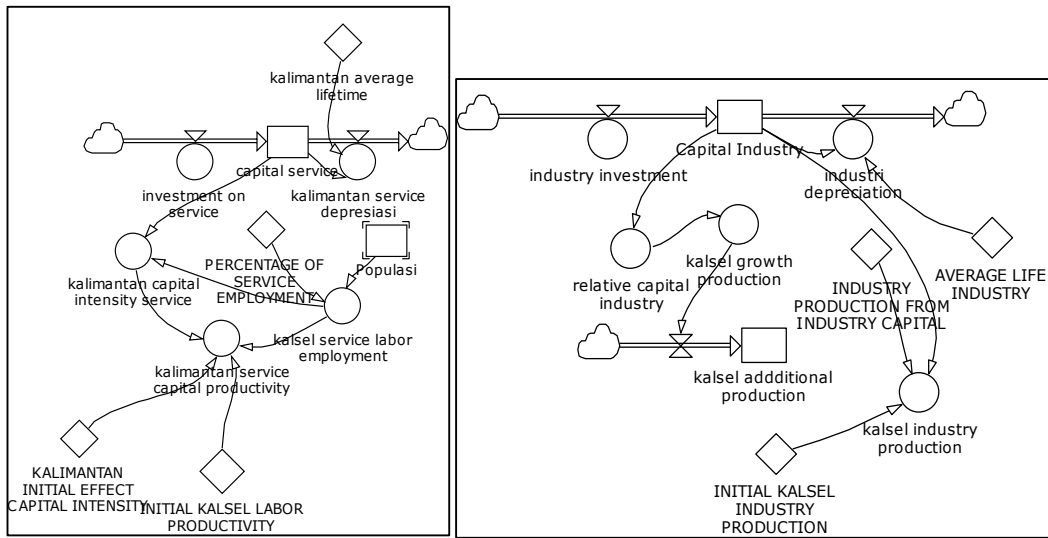 kalimantan average
lifetime
capital service
investment on
service
kalimantan service
depresiasi
PERCENTAGE OF
SERVICE
EMPLOYMENT
Populasi
kalimantan capital
intensity service
kalsel service labor
employment
kalimantan service
capital productivity
KALIMANTAN
INITIAL EFFECT
CAPITAL INTENSITY
INITIAL KALSEL LABOR
PRODUCTIVITY
Capital Industry
industry investment
industri
depreciation
relative capital
industry
kalsel growth
production
AVERAGE LIFE
INDUSTRY
INDUSTRY
PRODUCTION FROM
INDUSTRY CAPITAL
kalsel addditional
production
kalsel industry
production
INITIAL KALSEL
INDUSTRY
PRODUCTION